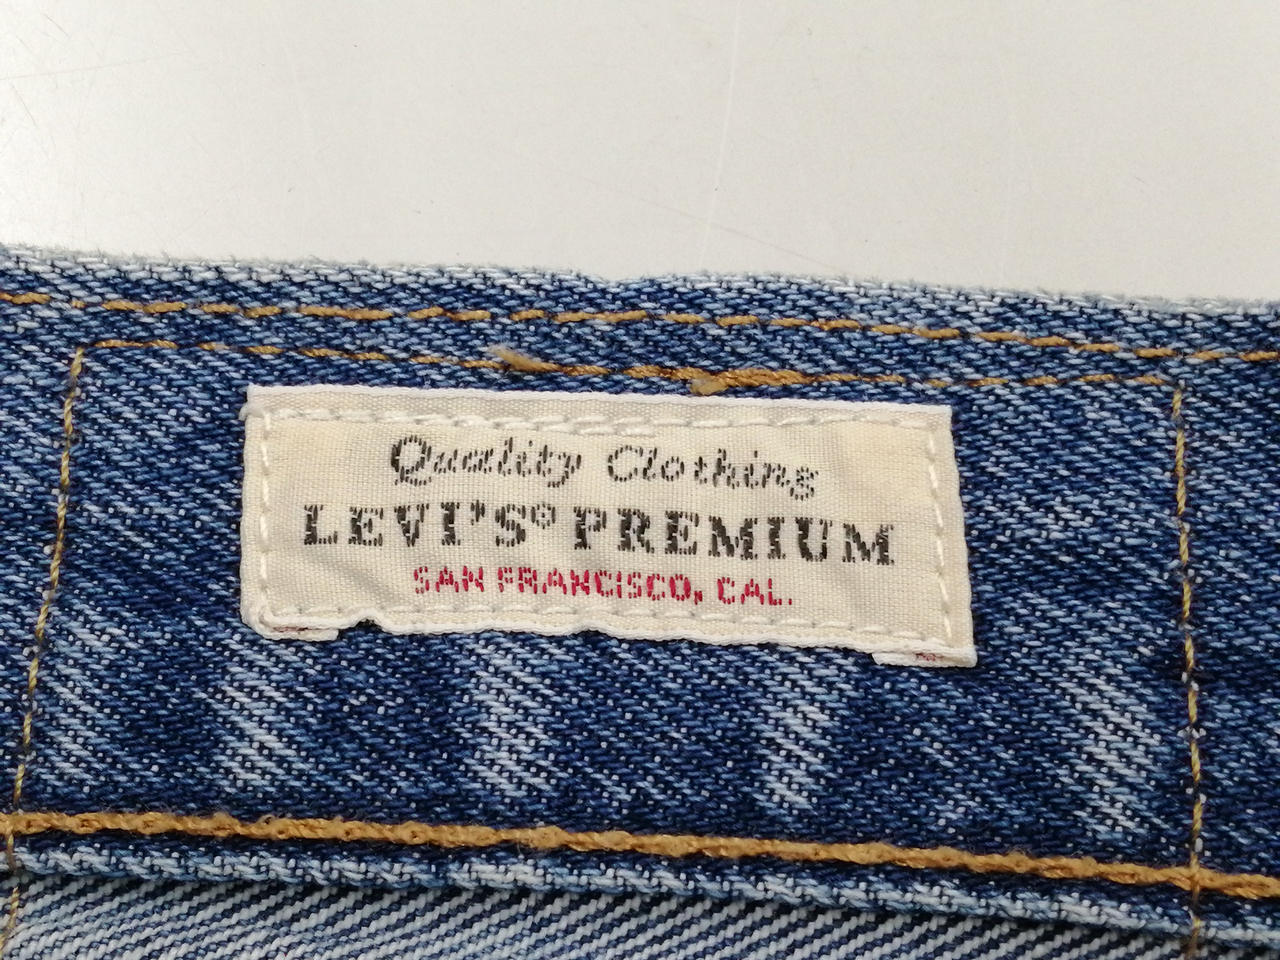 Quality Clothing
LEVI'S® PREMIUM
SAN FRANCISCO, CAL.